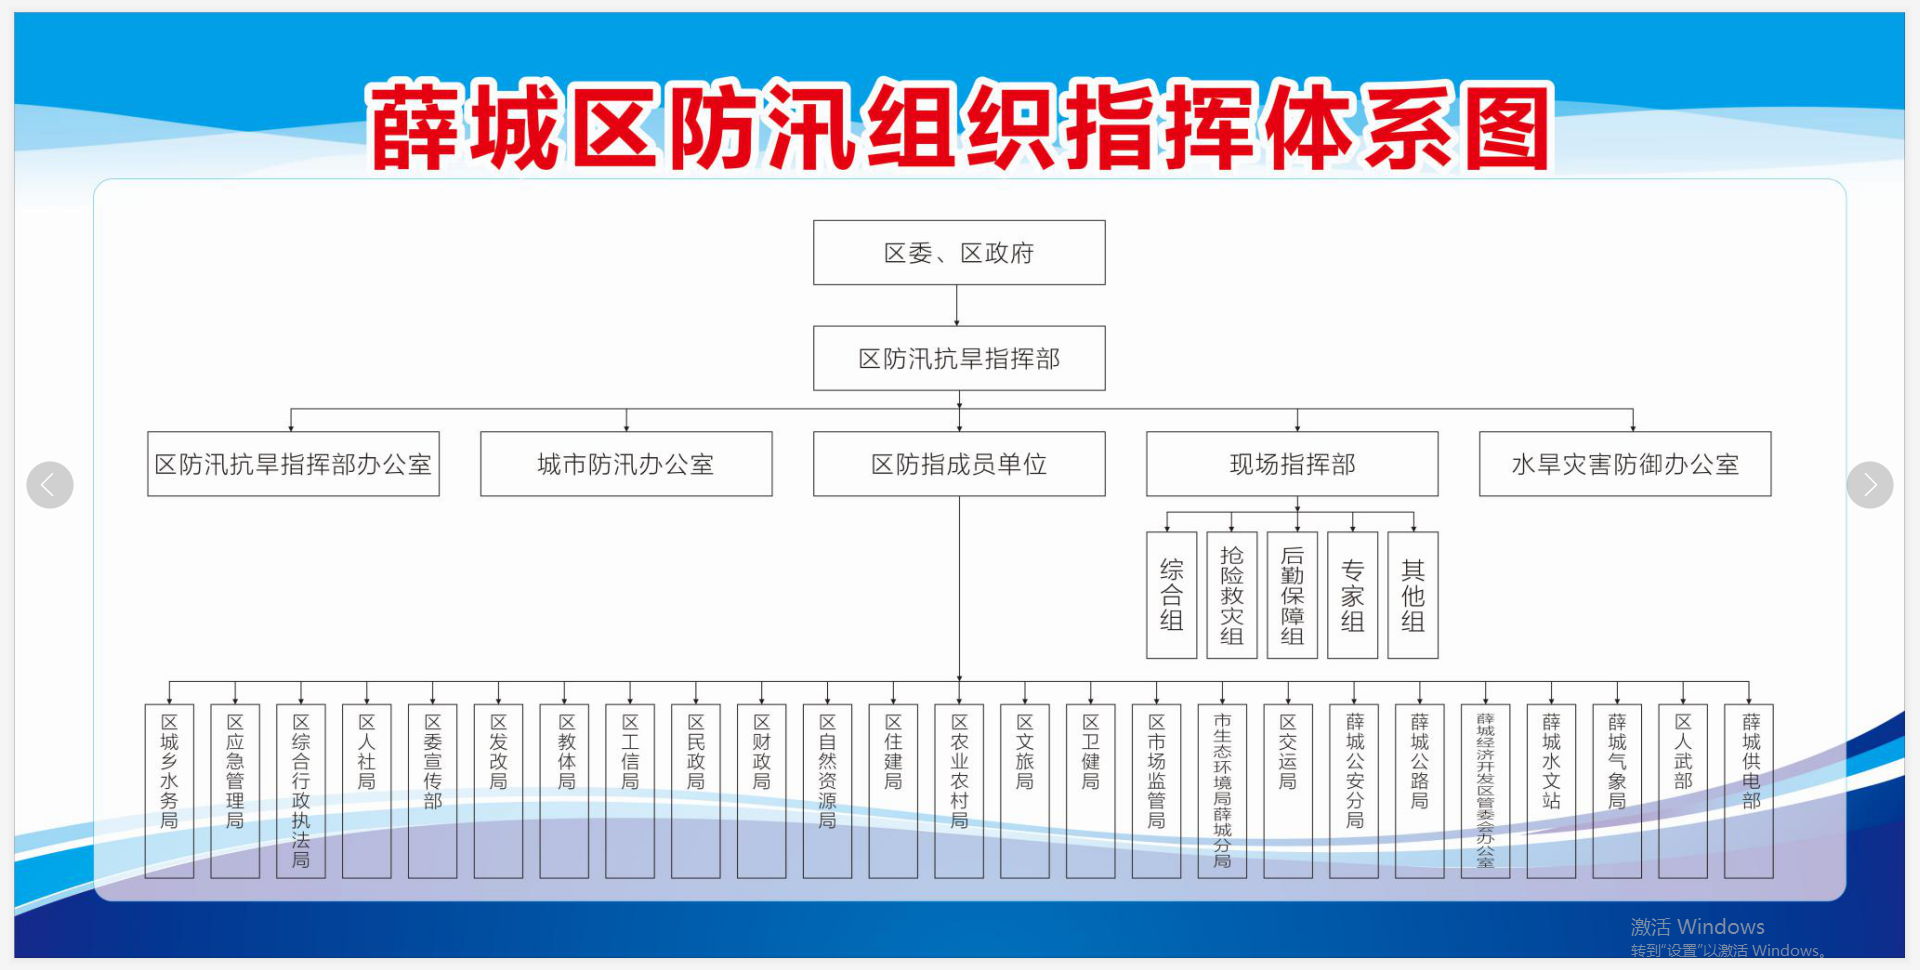 薛城区防汛组织指挥体系图
区委、区政府
区防汛抗旱指挥部
区防汛抗旱指挥部办公室
城市防汛办公室
区防指成员单位
现场指挥部
水旱灾害防御办公室
综合组
抢险救灾组
后勤保障组
专家组
其他组
区城乡水务局
区应急管理局
区综合行政执法局
区人社局
区委宣传部
区发改局
区教体局
区工信局
区民政局
区财政局
区自然资源局
区住建局
区农业农村局
区文旅局
区卫健局
区市场监管局
市生态环境局薛城分局
区交运局
薛城公安分局
薛城公路局
薛城经济开发区管委会办公室
薛城水文站
薛城气象局
区人武部
薛城供电部
激活 Windows
转到“设置”以激活 Windows。